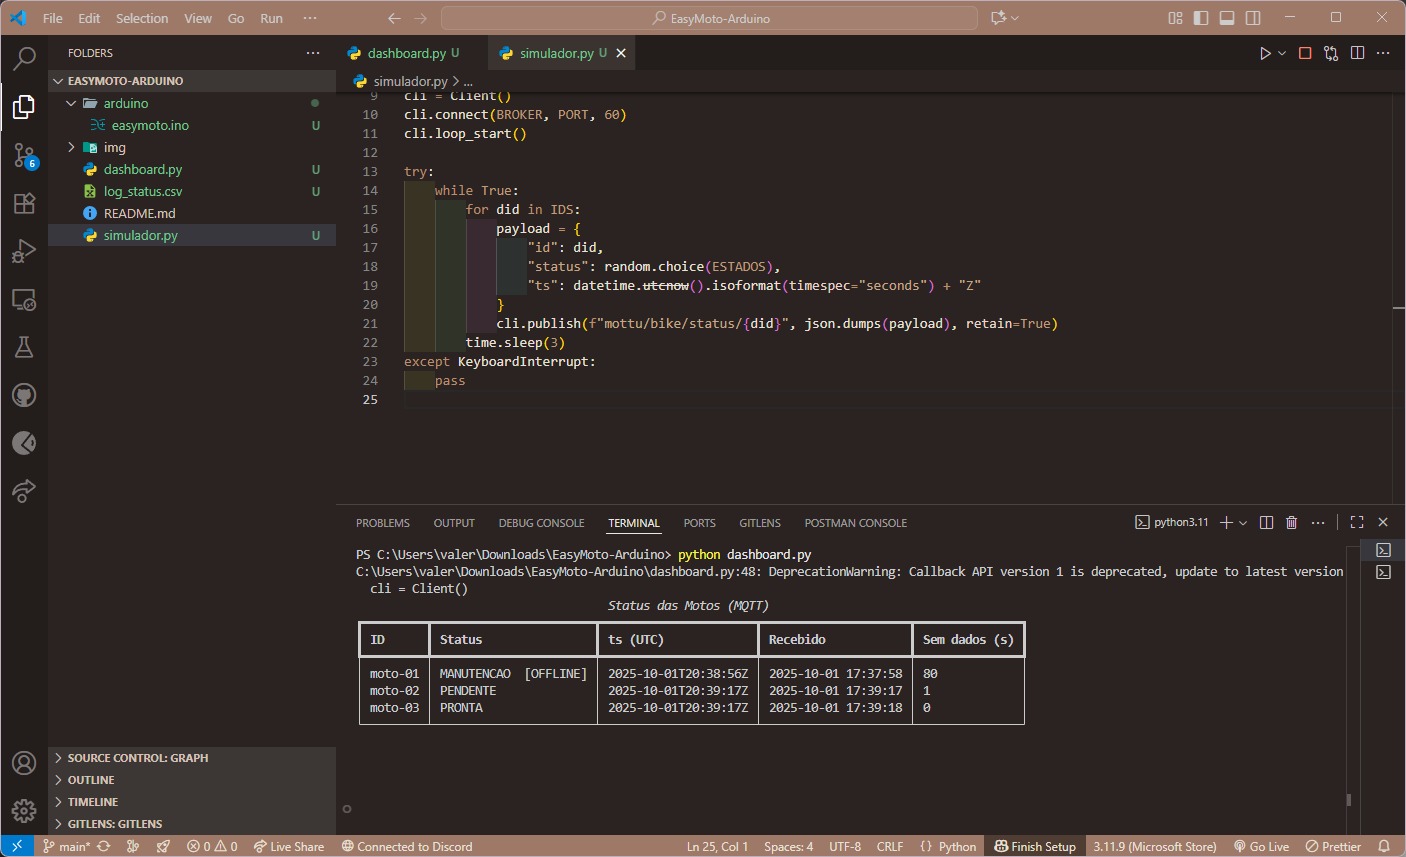 File Edit Selection View Go Run ··· EasyMoto-Arduino
FOLDERS ···
EASYMOTO-ARDUINO
arduino
easymoto.ino U
img
dashboard.py U
log_status.csv U
README.md
simulador.py U
6
SOURCE CONTROL: GRAPH
OUTLINE
TIMELINE
GITLENS: GITLENS
dashboard.py U simulador.py U
simulador.py > ...
9 cli = Client()
10 cli.connect(BROKER, PORT, 60)
11 cli.loop_start()
12
13 try:
14 while True:
15 for did in IDS:
16 payload = {
17 "id": did,
18 "status": random.choice(ESTADOS),
19 "ts": datetime.utcnow().isoformat(timespec="seconds") + "Z"
20 }
21 cli.publish(f"mottu/bike/status/{did}", json.dumps(payload), retain=True)
22 time.sleep(3)
23 except KeyboardInterrupt:
24 pass
25
PROBLEMS OUTPUT DEBUG CONSOLE TERMINAL PORTS GITLENS POSTMAN CONSOLE python3.11
PS C:\Users\valer\Downloads\EasyMoto-Arduino> python dashboard.py
C:\Users\valer\Downloads\EasyMoto-Arduino\dashboard.py:48: DeprecationWarning: Callback API version 1 is deprecated, update to latest version
cli = Client()
Status das Motos (MQTT)
ID Status ts (UTC) Recebido Sem dados (s)
moto-01 MANUTENCAO [OFFLINE] 2025-10-01T20:38:56Z 2025-10-01 17:37:58 80
moto-02 PENDENTE 2025-10-01T20:39:17Z 2025-10-01 17:39:17 1
moto-03 PRONTA 2025-10-01T20:39:17Z 2025-10-01 17:39:18 0
main* 0 0 Live Share Connected to Discord Ln 25, Col 1 Spaces: 4 UTF-8 CRLF { } Python Finish Setup 3.11.9 (Microsoft Store) Go Live Prettier